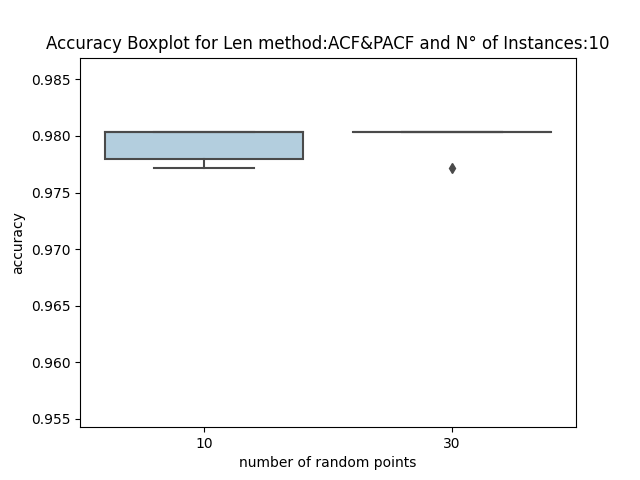 Accuracy Boxplot for Len method:ACF&PACF and N° of Instances:10
0.985
0.980
0.975
0.970
0.965
0.960
0.955
accuracy
10 30
number of random points